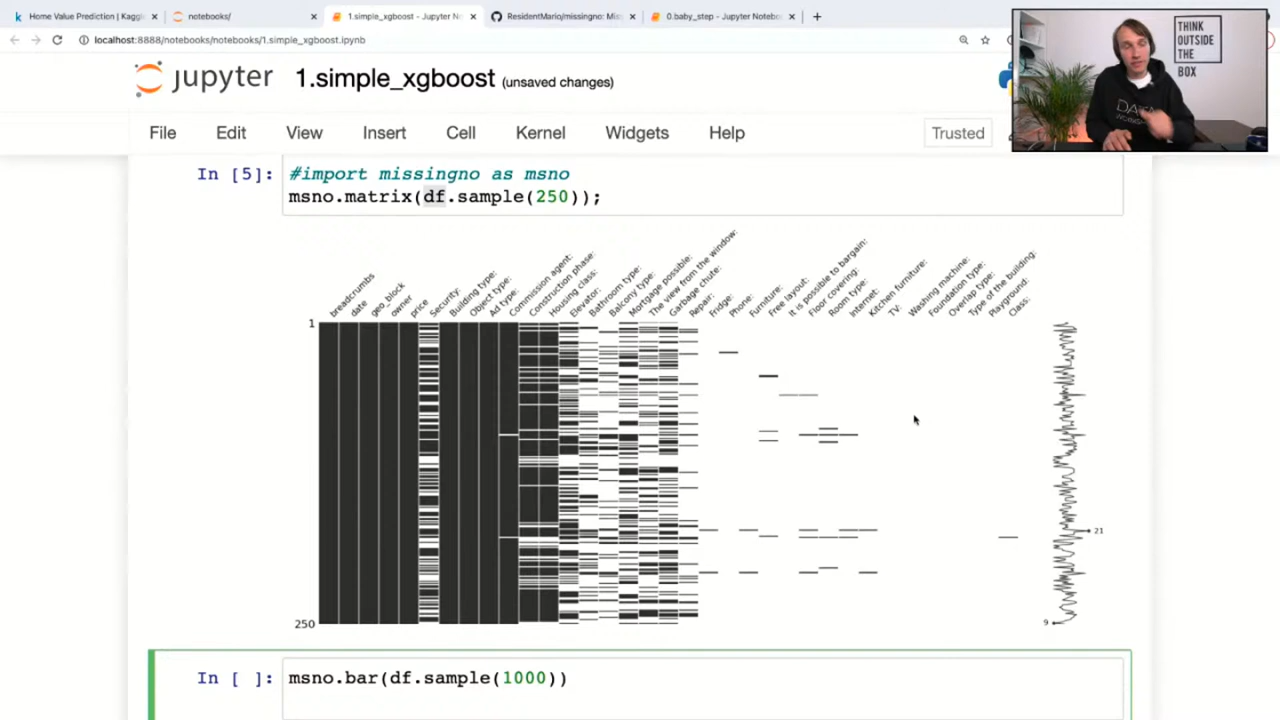 Home Value Prediction | Kaggl
notebooks/
1.simple_xgboost - Jupyter No
ResidentMario/missingno: Mis
0.baby_step - Jupyter Notebo
localhost:8888/notebooks/notebooks/1.simple_xgboost.ipynb
THINK
OUTSIDE
THE
BOX
jupyter
1.simple_xgboost (unsaved changes)
File
Edit
View
Insert
Cell
Kernel
Widgets
Help
Trusted
In [5]:
#import missingno as msno
msno.matrix(df.sample(250));
breadcrumbs
date
geo_block
owner
price
Security:
Building type:
Object type:
Ad type:
Commission agent:
Construction phase:
Housing class:
Elevator:
Bathroom type:
Balcony type:
Mortgage possible:
The view from the window:
Garbage chute:
Repair:
Fridge:
Phone:
Furniture:
Free layout:
It is possible to bargain:
Floor covering:
Room type:
Internet:
Kitchen furniture:
TV:
Washing machine:
Foundation type:
Overlap type:
Type of the building:
Playground:
Class:
1
250
21
9
In [ ]:
msno.bar(df.sample(1000))